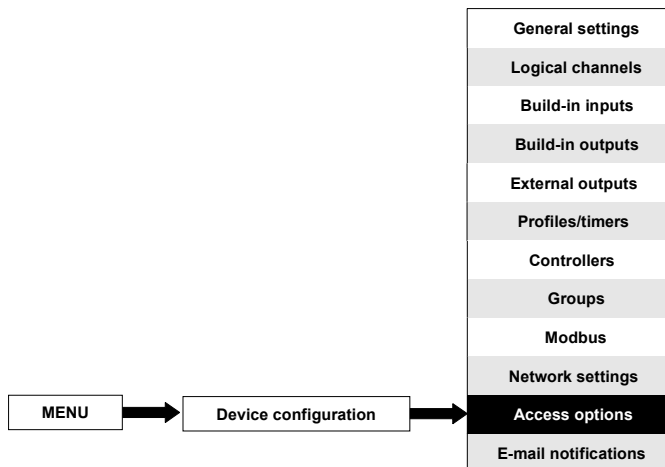 General settings
Logical channels
Build-in inputs
Build-in outputs
External outputs
Profiles/timers
Controllers
Groups
Modbus
Network settings
MENU
Device configuration
Access options
E-mail notifications